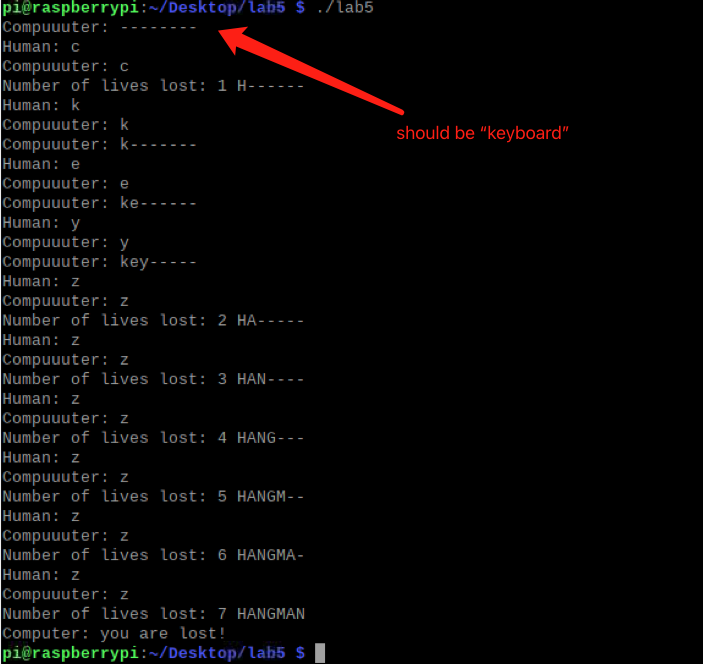 pi@raspberrypi:~/Desktop/lab5 $ ./lab5
Compuuuter: --------
Human: c
Compuuuter: c
Number of lives lost: 1 H------
should be “keyboard”
Human: k
Compuuuter: k
Compuuuter: k-------
Human: e
Compuuuter: e
Compuuuter: ke------
Human: y
Compuuuter: y
Compuuuter: key-----
Human: z
Compuuuter: z
Number of lives lost: 2 HA-----
Human: z
Compuuuter: z
Number of lives lost: 3 HAN----
Human: z
Compuuuter: z
Number of lives lost: 4 HANG---
Human: z
Compuuuter: z
Number of lives lost: 5 HANGM--
Human: z
Compuuuter: z
Number of lives lost: 6 HANGMA-
Human: z
Compuuuter: z
Number of lives lost: 7 HANGMAN
Computer: you are lost!
pi@raspberrypi:~/Desktop/lab5 $